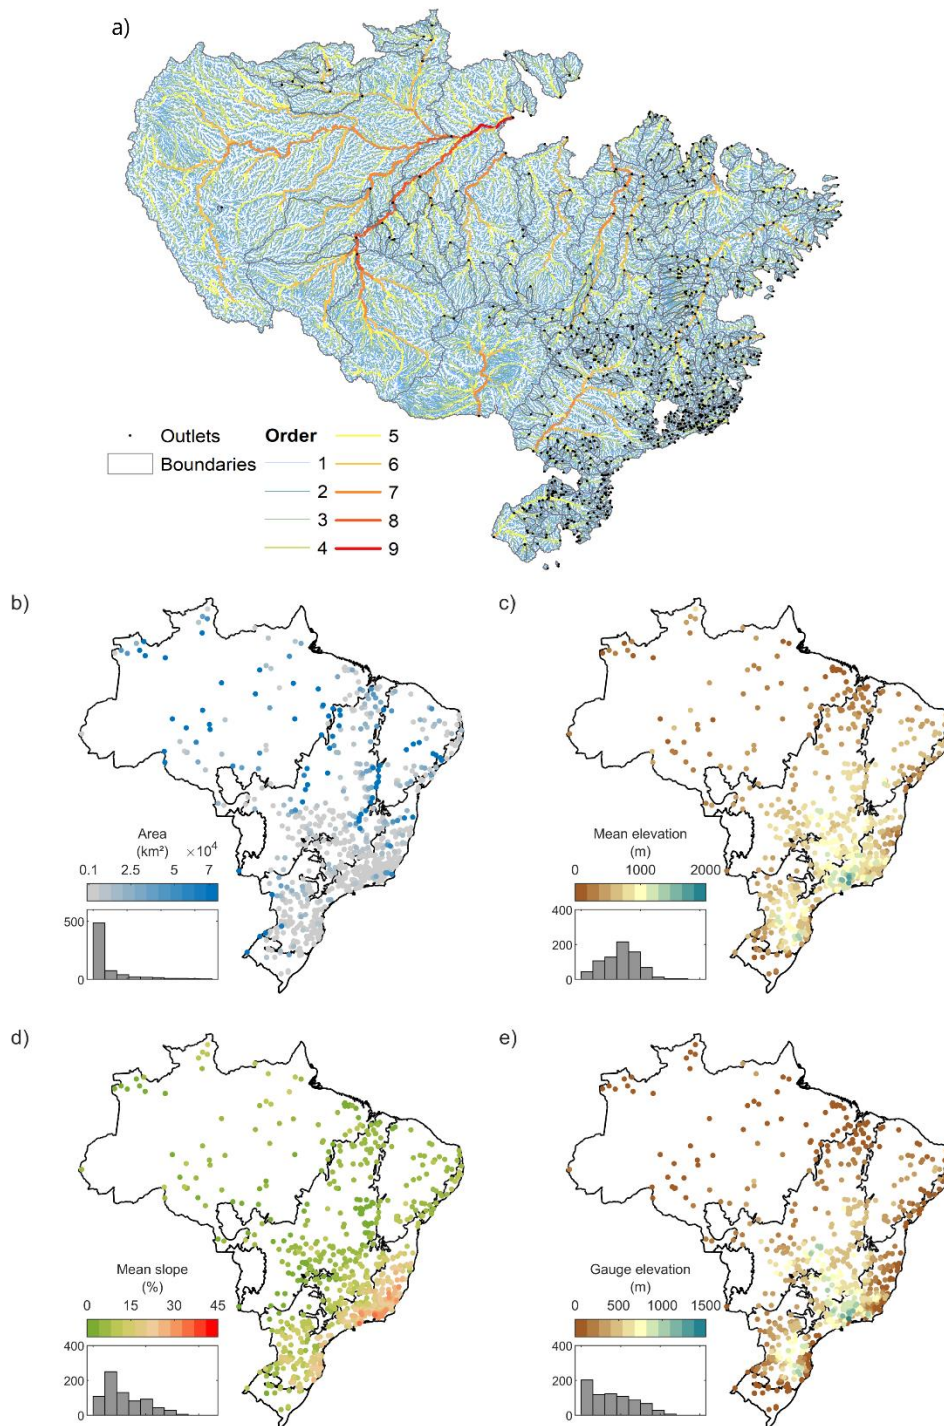 a)
Outlets
Boundaries
Order
1
2
3
4
5
6
7
8
9
b)
Area
(km²)
×10⁴
0.1 2.5 5 7
500
0
c)
Mean elevation
(m)
0 1000 2000
400
200
0
d)
Mean slope
(%)
0 15 30 45
400
200
0
e)
Gauge elevation
(m)
0 500 1000 1500
400
200
0